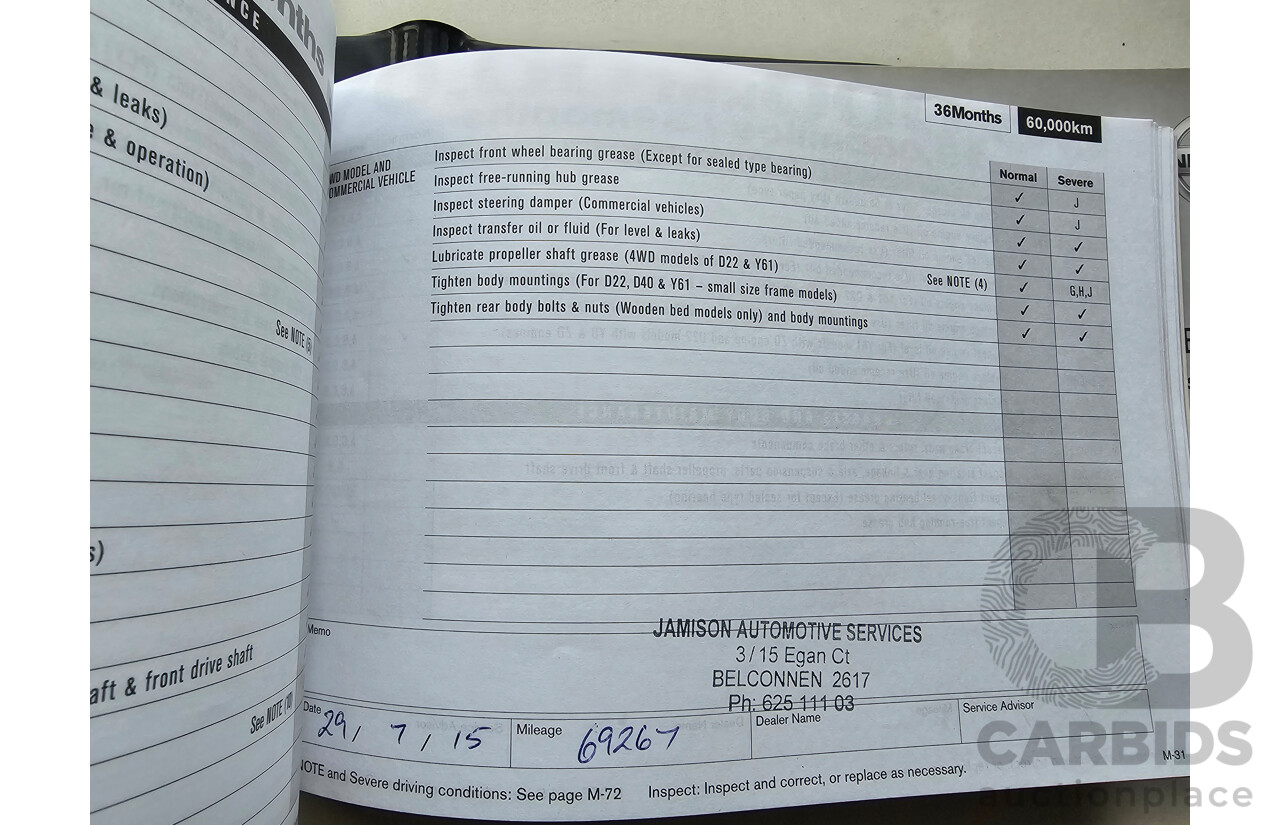 nths
NCE
& leaks)
& operation)
See NOTE (5)
s)
aft & front drive shaft
See NOTE (10)
36Months
60,000km
WD MODEL AND
OMMERCIAL VEHICLE
Normal Severe
Inspect front wheel bearing grease (Except for sealed type bearing) ✓ J
Inspect free-running hub grease ✓ J
Inspect steering damper (Commercial vehicles) ✓ ✓
Inspect transfer oil or fluid (For level & leaks) ✓ ✓
Lubricate propeller shaft grease (4WD models of D22 & Y61) See NOTE (4) ✓ G,H,J
Tighten body mountings (For D22, D40 & Y61 – small size frame models) ✓ ✓
Tighten rear body bolts & nuts (Wooden bed models only) and body mountings ✓ ✓
Memo
JAMISON AUTOMOTIVE SERVICES
3/15 Egan Ct
BELCONNEN 2617
Ph: 625 111 03
Date 29 / 7 / 15
Mileage 69267
Dealer Name
Service Advisor
NOTE and Severe driving conditions: See page M-72
Inspect: Inspect and correct, or replace as necessary.
M-31
CARBIDS
auctionplace